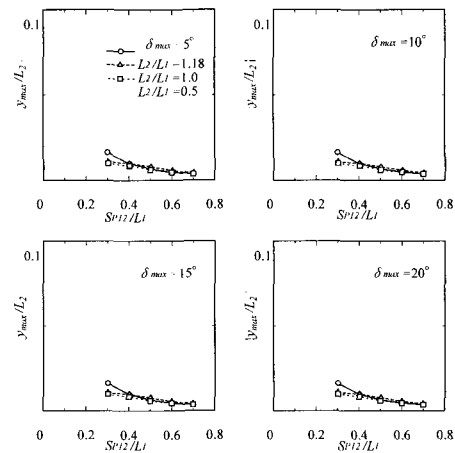 0.1
δ max = 5°
L2/L1=1.18
L2/L1=1.0
L2/L1=0.5
ymax/L2
0 0.2 0.4 0.6 0.8
SP12/L1
0.1
δ max =10°
ymax/L2
0 0.2 0.4 0.6 0.8
SP12/L1
0.1
δ max =15°
ymax/L2
0 0.2 0.4 0.6 0.8
SP12/L1
0.1
δ max =20°
ymax/L2
0 0.2 0.4 0.6 0.8
SP12/L1